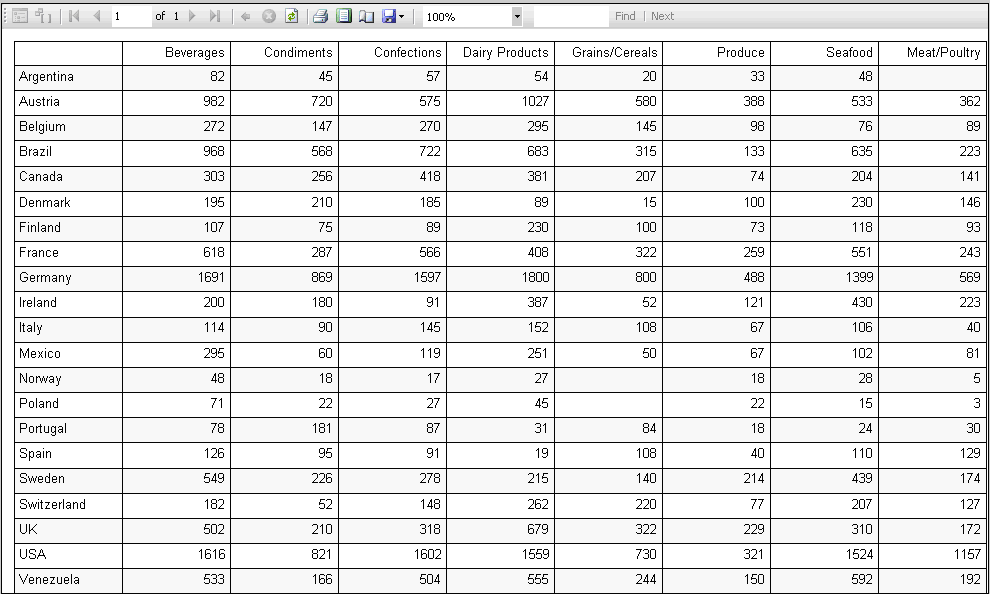 1 of 1 100% Find | Next
Beverages Condiments Confections Dairy Products Grains/Cereals Produce Seafood Meat/Poultry
Argentina 82 45 57 54 20 33 48
Austria 982 720 575 1027 580 388 533 362
Belgium 272 147 270 295 145 98 76 89
Brazil 968 568 722 683 315 133 635 223
Canada 303 256 418 381 207 74 204 141
Denmark 195 210 185 89 15 100 230 146
Finland 107 75 89 230 100 73 118 93
France 618 287 566 408 322 259 551 243
Germany 1691 869 1597 1800 800 488 1399 569
Ireland 200 180 91 387 52 121 430 223
Italy 114 90 145 152 108 67 106 40
Mexico 295 60 119 251 50 67 102 81
Norway 48 18 17 27 18 28 5
Poland 71 22 27 45 22 15 3
Portugal 78 181 87 31 84 18 24 30
Spain 126 95 91 19 108 40 110 129
Sweden 549 226 278 215 140 214 439 174
Switzerland 182 52 148 262 220 77 207 127
UK 502 210 318 679 322 229 310 172
USA 1616 821 1602 1559 730 321 1524 1157
Venezuela 533 166 504 555 244 150 592 192